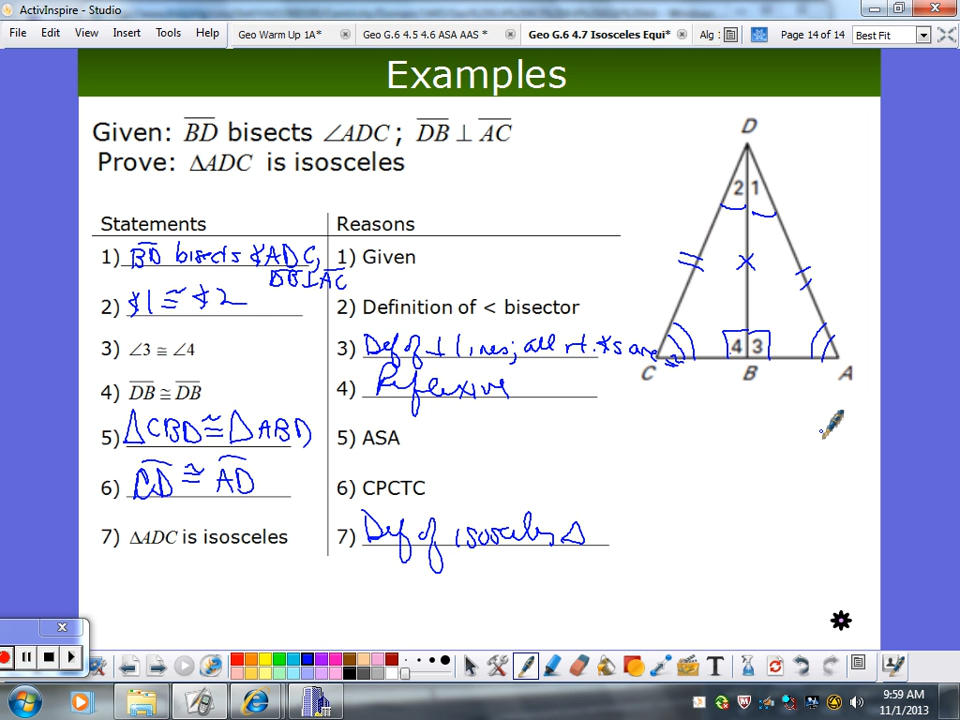 ActivInspire - Studio
File Edit View Insert Tools Help
Geo Warm Up 1A*
Geo G.6 4.5 4.6 ASA AAS *
Geo G.6 4.7 Isosceles Equi*
Alg :
Page 14 of 14
Best Fit
Examples
Given: BD bisects ∠ADC; DB ⊥ AC
Prove: ΔADC is isosceles
Statements Reasons
1) BD bisects ∢ADC, 1) Given
DB⊥AC
2) ∢1 ≅ ∢2 2) Definition of < bisector
3) ∠3 ≅ ∠4 3) Def of ⊥ lines; all rt. ∢s are ≅
4) DB ≅ DB 4) Reflexive
5) ΔCBD ≅ ΔABD 5) ASA
6) CD ≅ AD 6) CPCTC
7) ΔADC is isosceles 7) Def of isosceles Δ
D
2 1
4 3
C B A
9:59 AM
11/1/2013